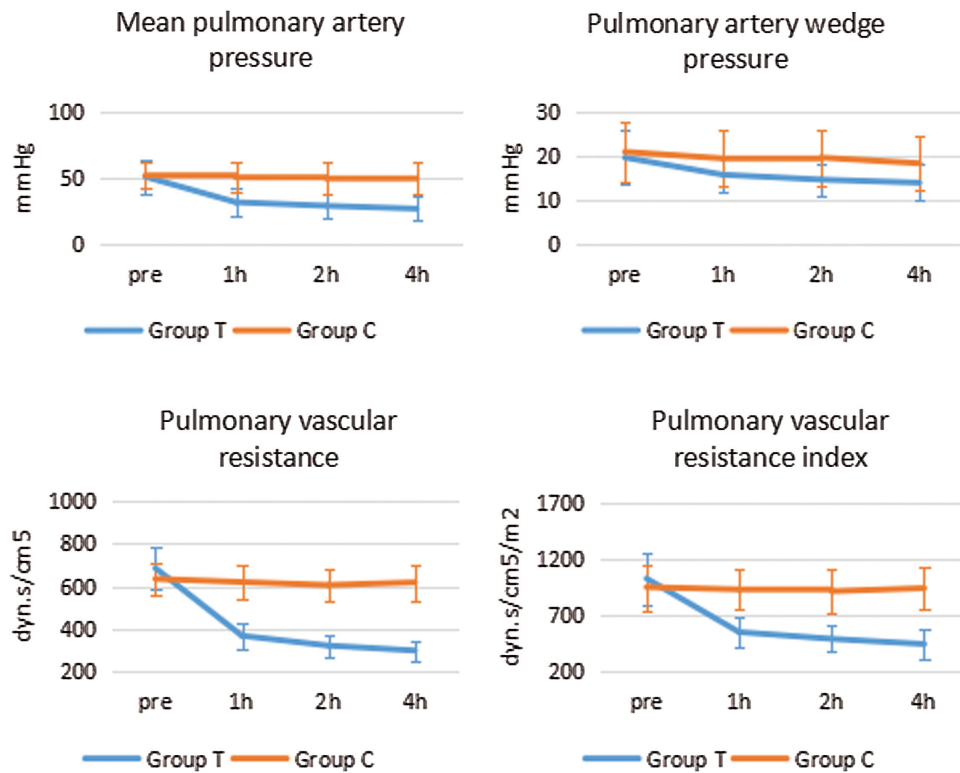 Mean pulmonary artery
pressure
100
50
0
mmHg
pre 1h 2h 4h
Group T Group C
Pulmonary artery wedge
pressure
30
20
10
0
mmHg
pre 1h 2h 4h
Group T Group C
Pulmonary vascular
resistance
1000
800
600
400
200
dyn.s/cm5
pre 1h 2h 4h
Group T Group C
Pulmonary vascular
resistance index
1700
1200
700
200
dyn.s/cm5/m2
pre 1h 2h 4h
Group T Group C